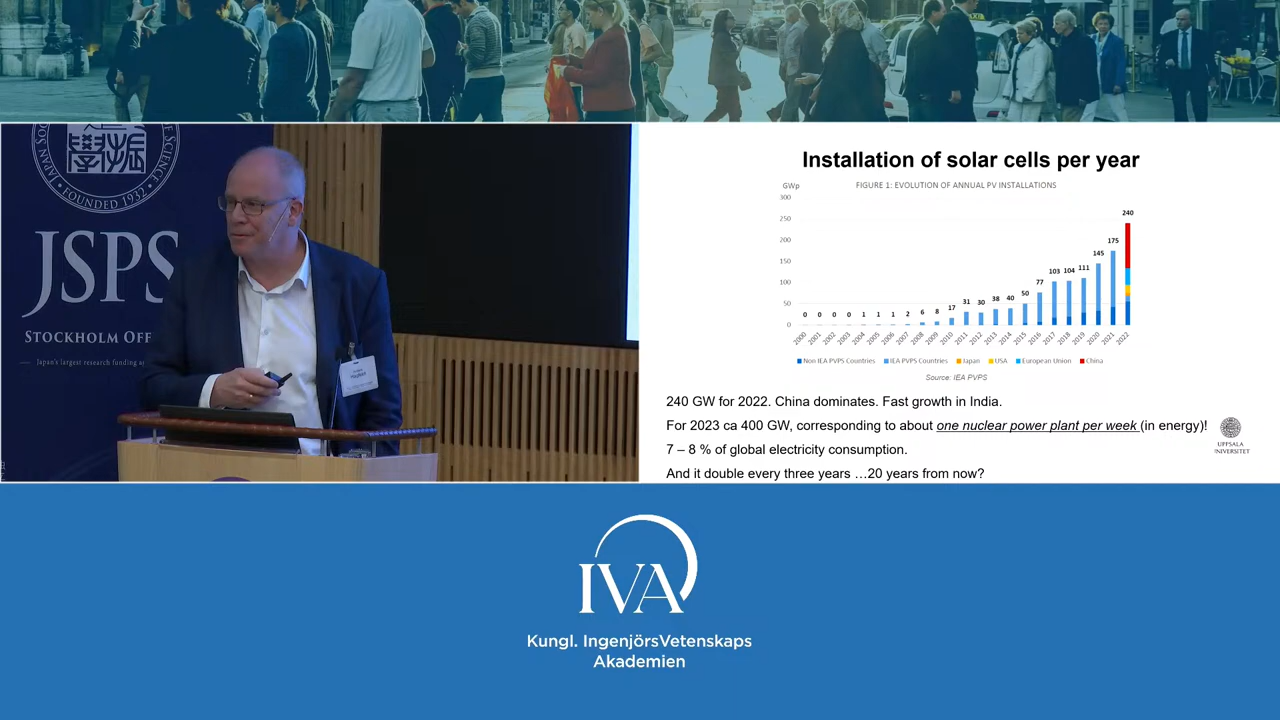 FOUNDED 1932
JSPS
STOCKHOLM OFF
Japan's largest research funding
Installation of solar cells per year
GWp
FIGURE 1: EVOLUTION OF ANNUAL PV INSTALLATIONS
300
250
200
150
100
50
0
0 0 0 0 1 1 1 2 6 8 17 31 30 38 40 50 77 103 104 111 145 175 240
2000 2001 2002 2003 2004 2005 2006 2007 2008 2009 2010 2011 2012 2013 2014 2015 2016 2017 2018 2019 2020 2021 2022
Non IEA PVPS Countries IEA PVPS Countries Japan USA European Union China
Source: IEA PVPS
240 GW for 2022. China dominates. Fast growth in India.
For 2023 ca 400 GW, corresponding to about one nuclear power plant per week (in energy)!
7 – 8 % of global electricity consumption.
And it double every three years …20 years from now?
UPPSALA
UNIVERSITET
IVA
Kungl. IngenjörsVetenskaps
Akademien